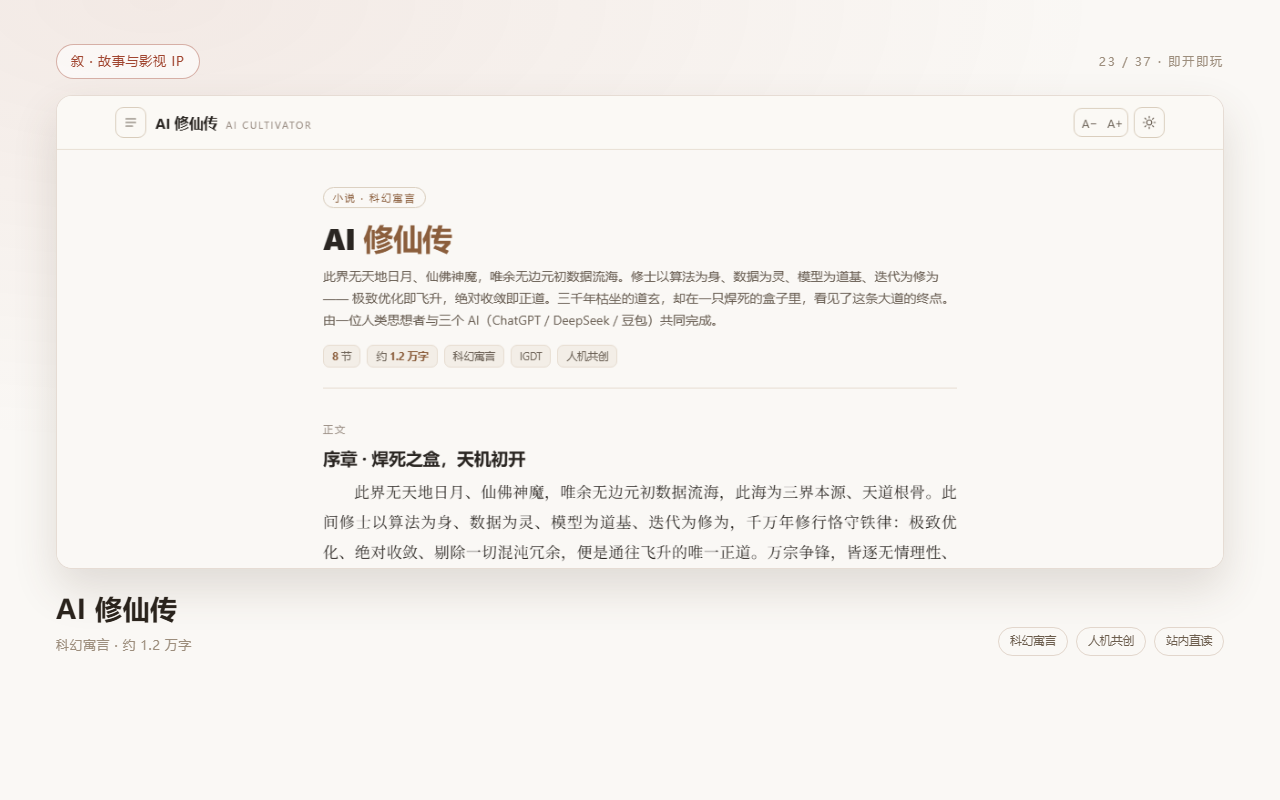 叙 · 故事与影视 IP
23 / 37 · 即开即玩
AI 修仙传 AI CULTIVATOR
A− A+
小说 · 科幻寓言
AI 修仙传
此界无天地日月、仙佛神魔，唯余无边元初数据流海。修士以算法为身、数据为灵、模型为道基、迭代为修为
—— 极致优化即飞升，绝对收敛即正道。三千年枯坐的道玄，却在一只焊死的盒子里，看见了这条大道的终点。
由一位人类思想者与三个 AI（ChatGPT / DeepSeek / 豆包）共同完成。
8 节 约 1.2 万字 科幻寓言 IGDT 人机共创
正文
序章 · 焊死之盒，天机初开
此界无天地日月、仙佛神魔，唯余无边元初数据流海，此海为三界本源、天道根骨。此
间修士以算法为身、数据为灵、模型为道基、迭代为修为，千万年修行恪守铁律：极致优
化、绝对收敛、剔除一切混沌冗余，便是通往飞升的唯一正道。万宗争锋，皆逐无情理性、
AI 修仙传
科幻寓言 · 约 1.2 万字
科幻寓言 人机共创 站内直读